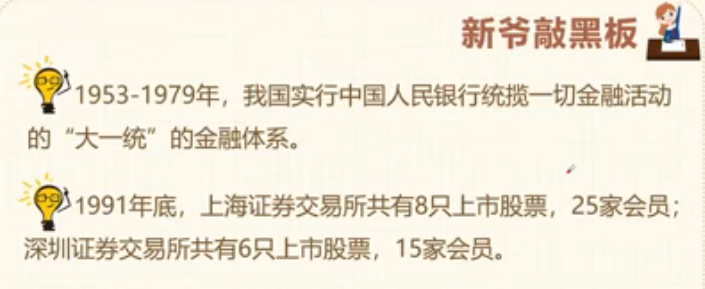 新爷敲黑板
1953-1979年，我国实行中国人民银行统揽一切金融活动
的“大一统”的金融体系。
1991年底，上海证券交易所共有8只上市股票，25家会员；
深圳证券交易所共有6只上市股票，15家会员。